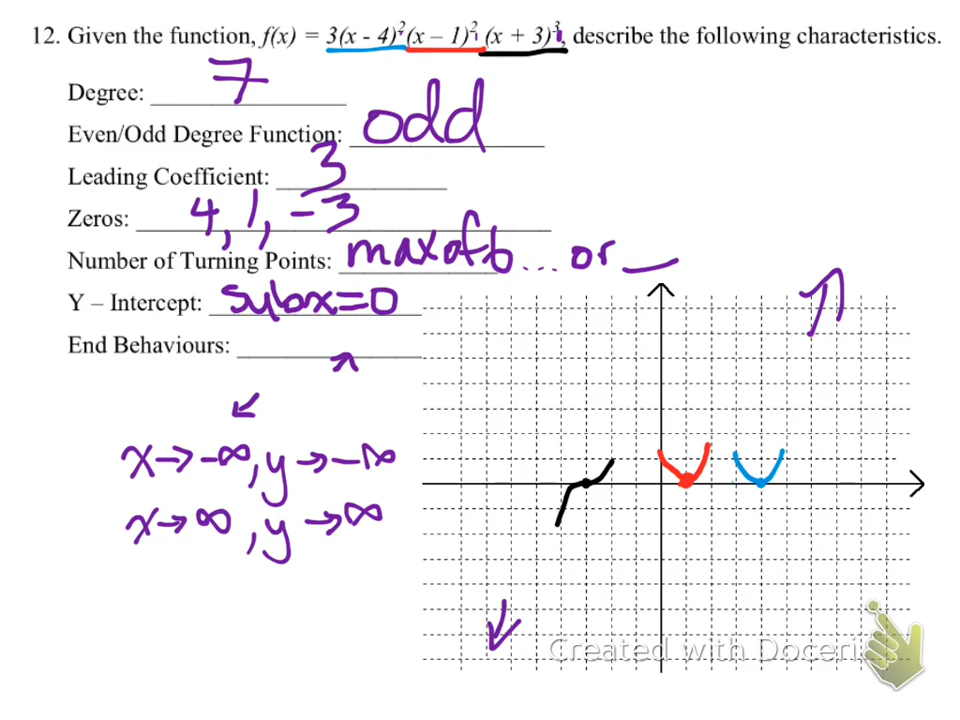 12. Given the function, f(x) = 3(x - 4)² (x – 1)² (x + 3)³, describe the following characteristics.
Degree: 7
Even/Odd Degree Function: odd
Leading Coefficient: 3
Zeros: 4, 1, -3
Number of Turning Points: max of 6 ... or _
Y – Intercept: sub x=0
End Behaviours:
x→-∞, y→-∞
x→∞, y→∞
Created with Doceri